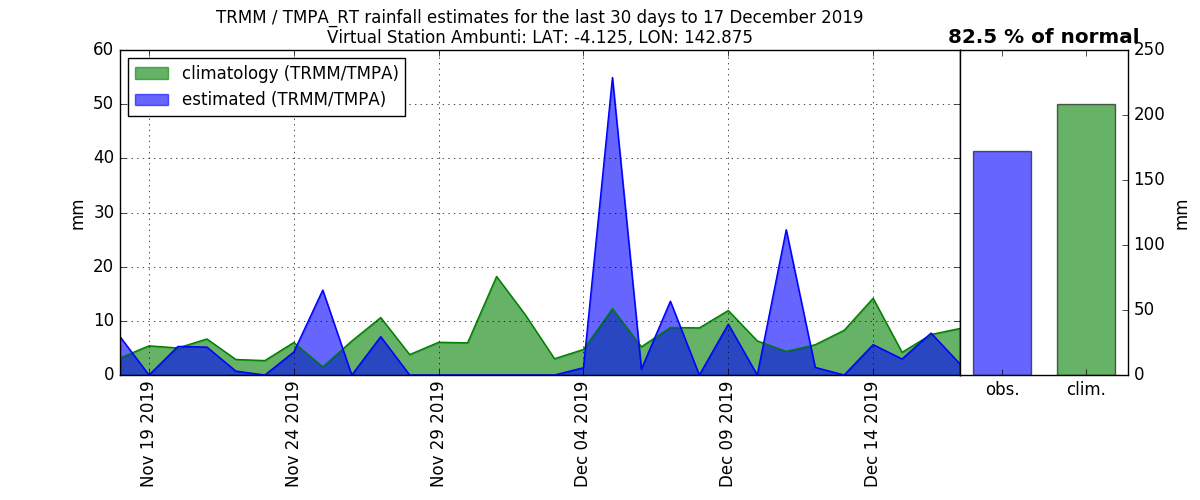 TRMM / TMPA_RT rainfall estimates for the last 30 days to 17 December 2019
Virtual Station Ambunti: LAT: -4.125, LON: 142.875
82.5 % of normal
climatology (TRMM/TMPA)
estimated (TRMM/TMPA)
60
50
40
30
20
10
0
mm
Nov 19 2019
Nov 24 2019
Nov 29 2019
Dec 04 2019
Dec 09 2019
Dec 14 2019
250
200
150
100
50
0
mm
obs.
clim.